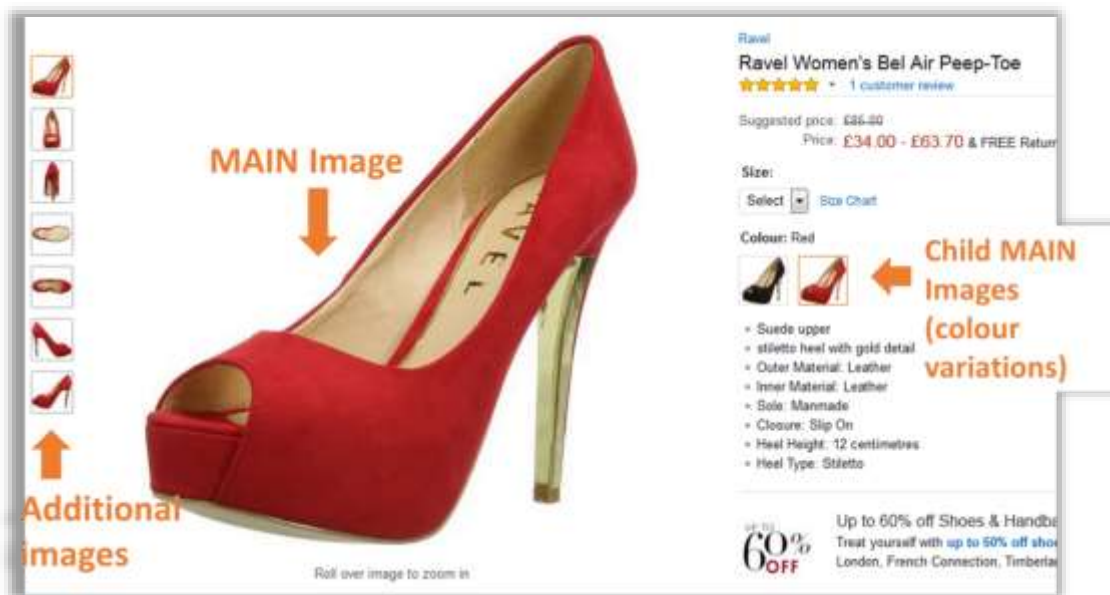 Ravel
Ravel Women's Bel Air Peep-Toe
1 customer review
Suggested price: £85.00
Price: £34.00 - £63.70 & FREE Retur
Size:
Select
Size Chart
Colour: Red
MAIN Image
RAVEL
Child MAIN
Images
(colour
variations)
Suede upper
stiletto heel with gold detail
Outer Material: Leather
Inner Material: Leather
Sole: Manmade
Closure: Slip On
Heel Height: 12 centimetres
Heel Type: Stiletto
Additional
images
Roll over image to zoom in
UP TO
60%
OFF
Up to 60% off Shoes & Handba
Treat yourself with up to 60% off shoe
London, French Connection, Timberla